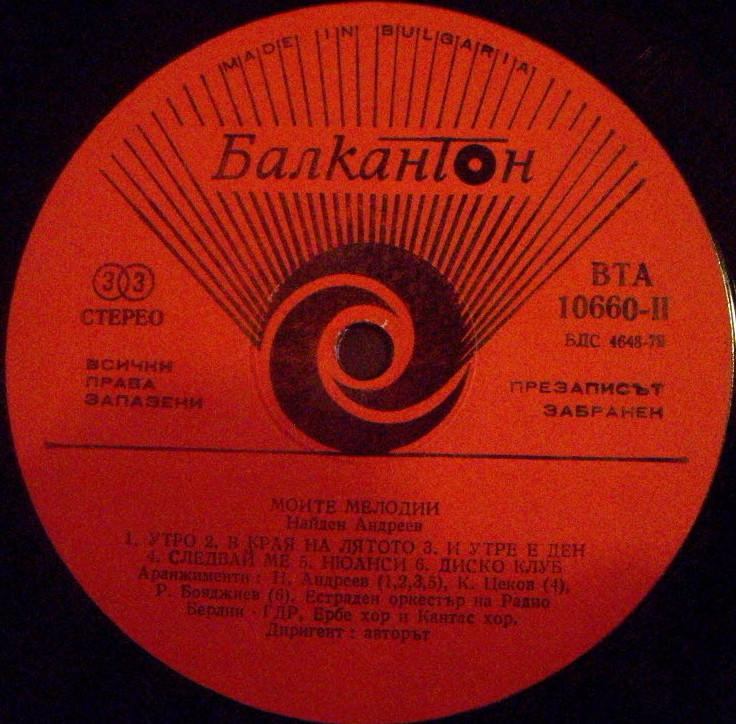 MADE IN BULGARIA
Балкантон
33
СТЕРЕО
ВСИЧКИ
ПРАВА
ЗАПАЗЕНИ
ВТА
10660-II
БДС 4648-79
ПРЕЗАПИСЪТ
ЗАБРАНЕН
МОИТЕ МЕЛОДИИ
Найден Андреев
1. УТРО 2. В КРАЯ НА ЛЯТОТО 3. И УТРЕ Е ДЕН
4. СЛЕДВАЙ МЕ 5. НЮАНСИ 6. ДИСКО КЛУБ
Аранжименти : Н. Андреев (1,2,3,5), К. Цеков (4),
Р. Бояджиев (6). Естраден оркестър на Радио
Берлин - ГДР, Ербе хор и Кантас хор.
Диригент : авторът